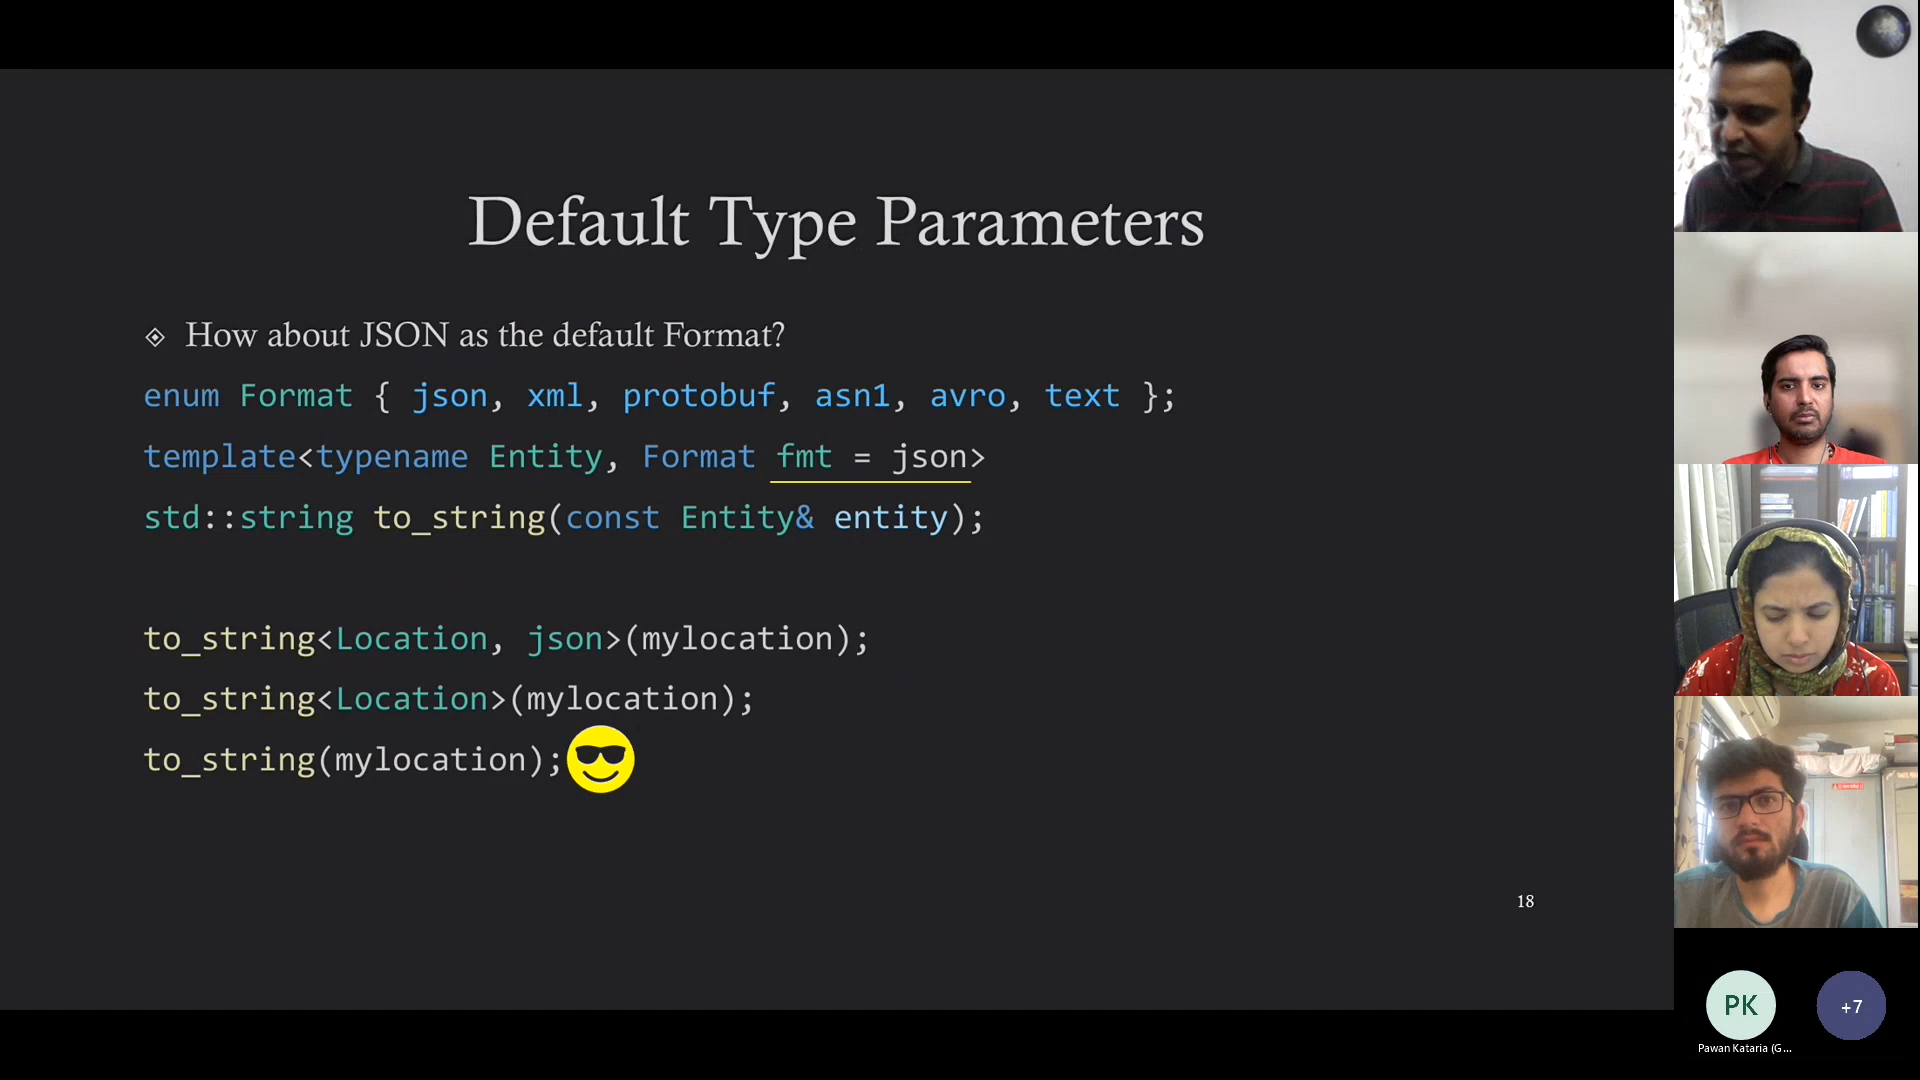 Default Type Parameters
How about JSON as the default Format?
enum Format { json, xml, protobuf, asn1, avro, text };
template<typename Entity, Format fmt = json>
std::string to_string(const Entity& entity);
to_string<Location, json>(mylocation);
to_string<Location>(mylocation);
to_string(mylocation);
18
PK
+7
Pawan Kataria (G...